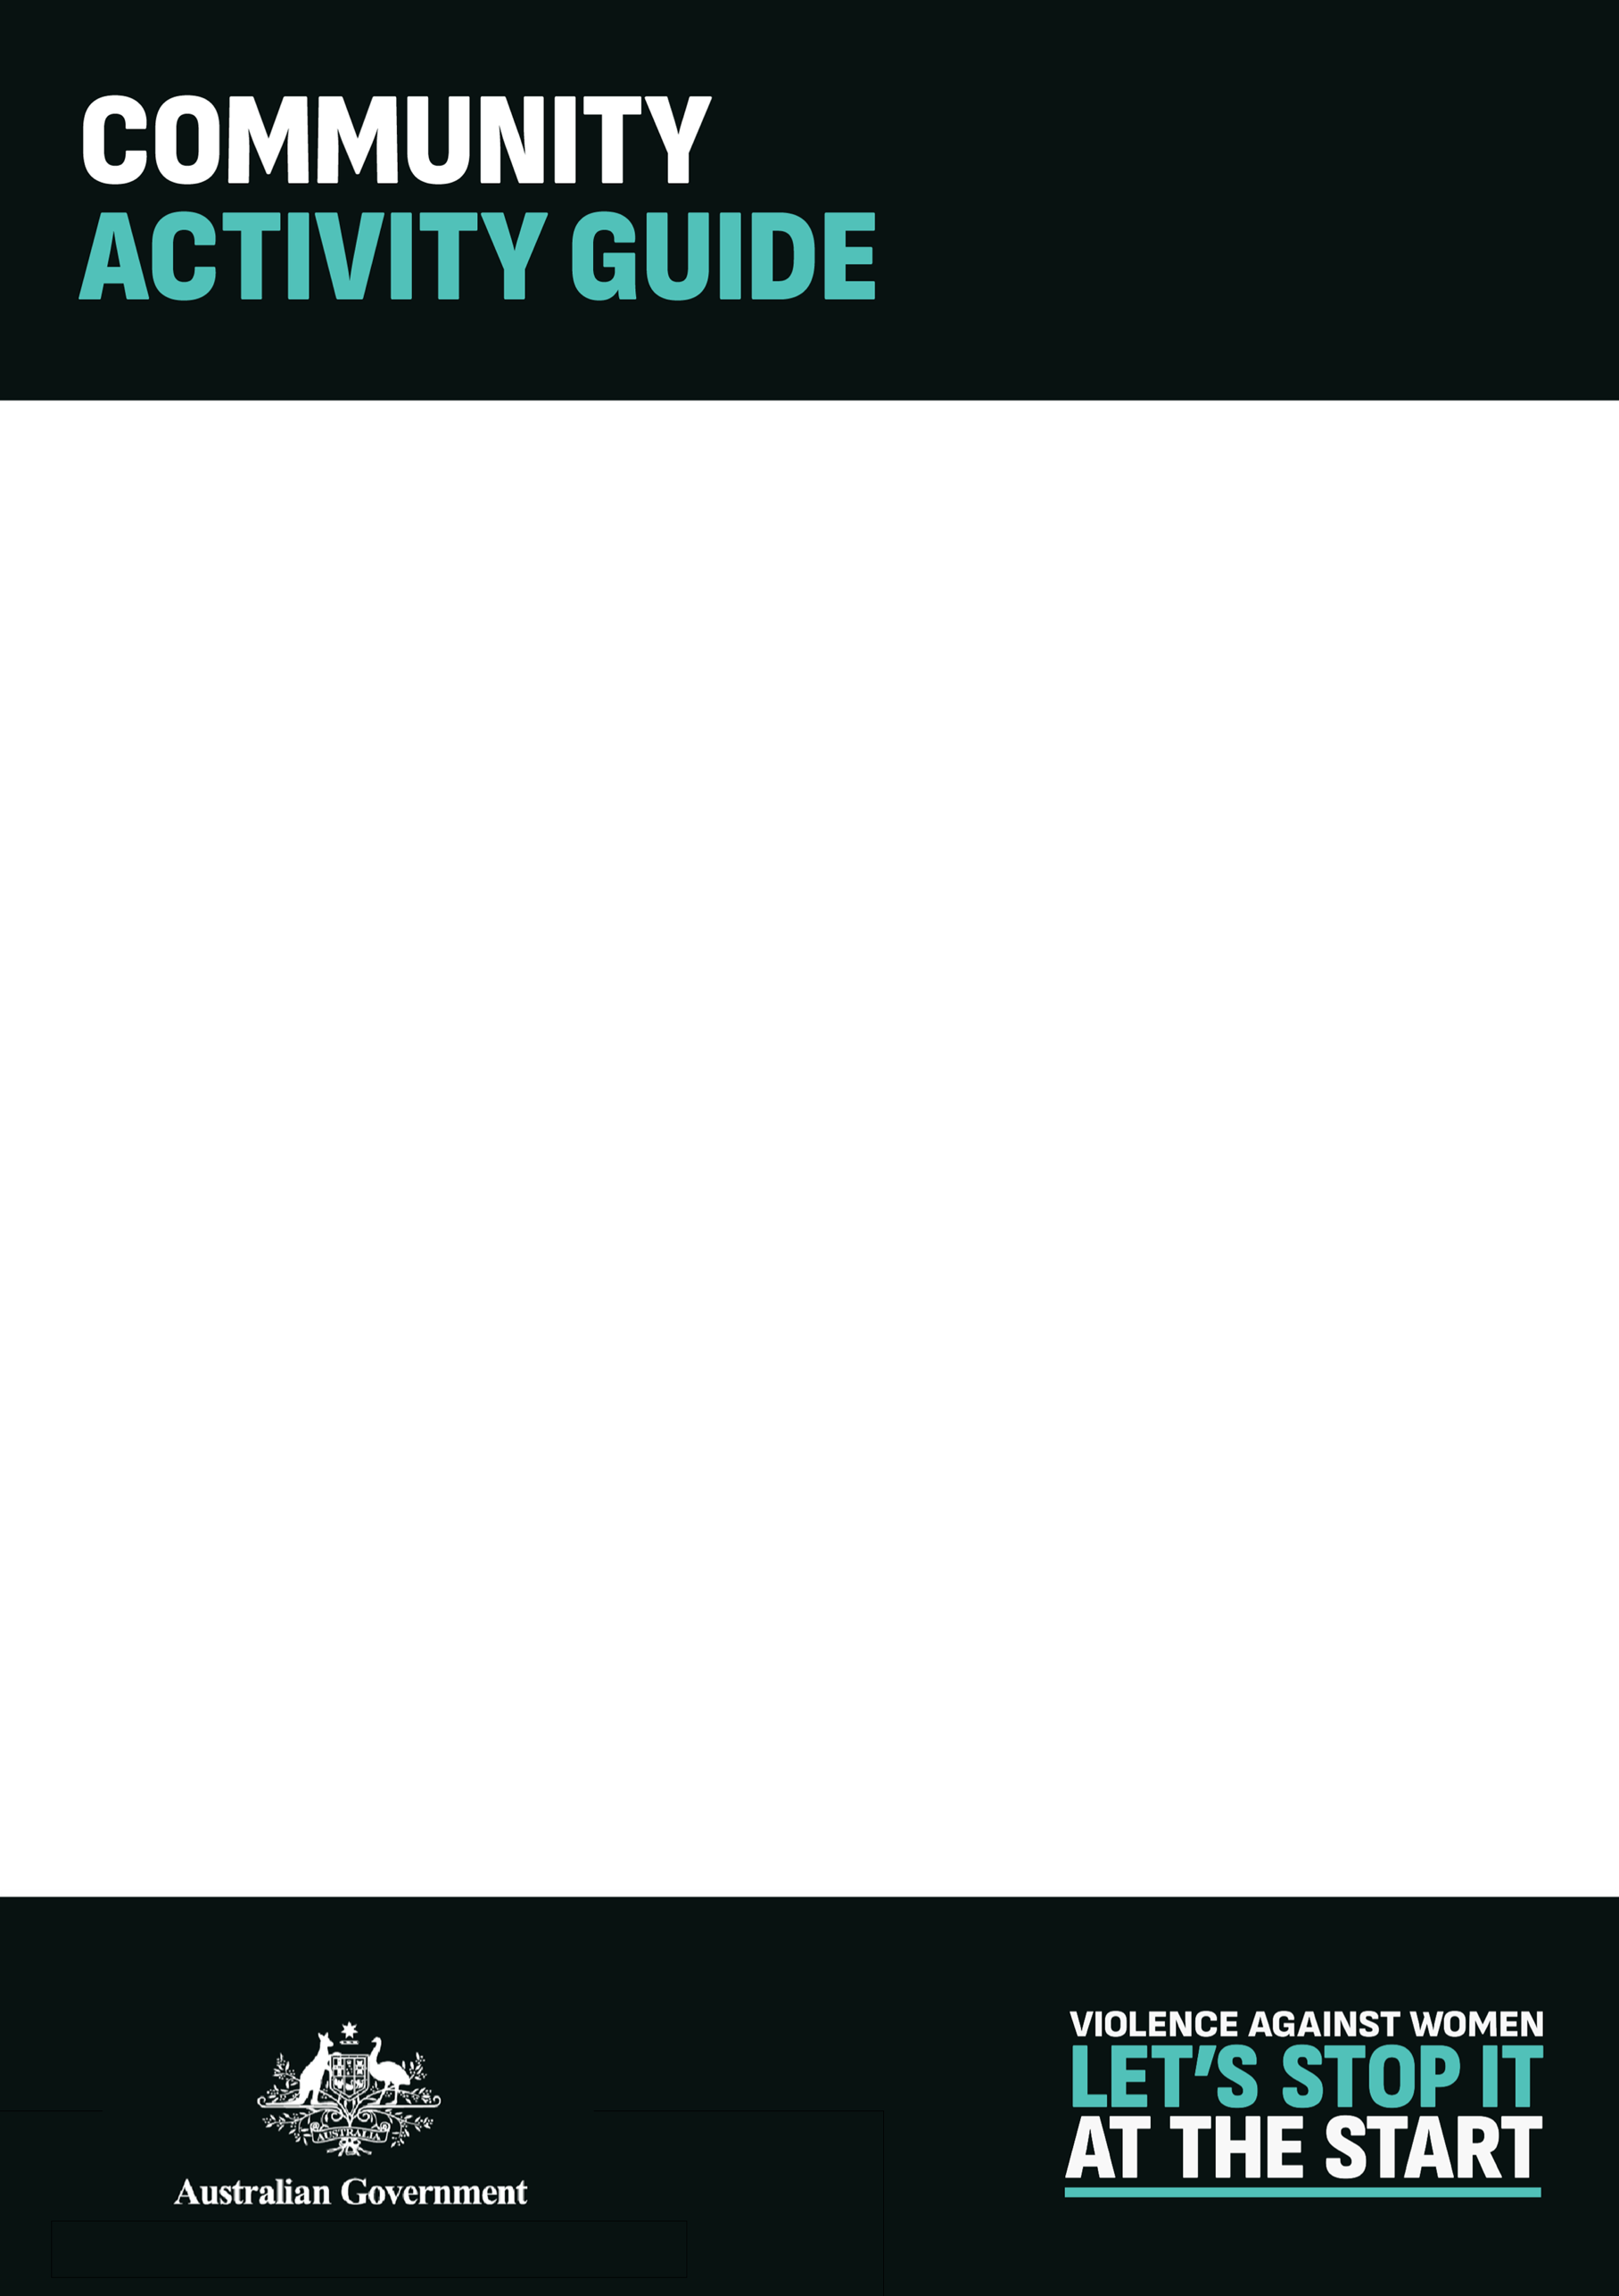 COMMUNITY
ACTIVITY GUIDE
AUSTRALIA
Australian Government
VIOLENCE AGAINST WOMEN
LET'S STOP IT
AT THE START